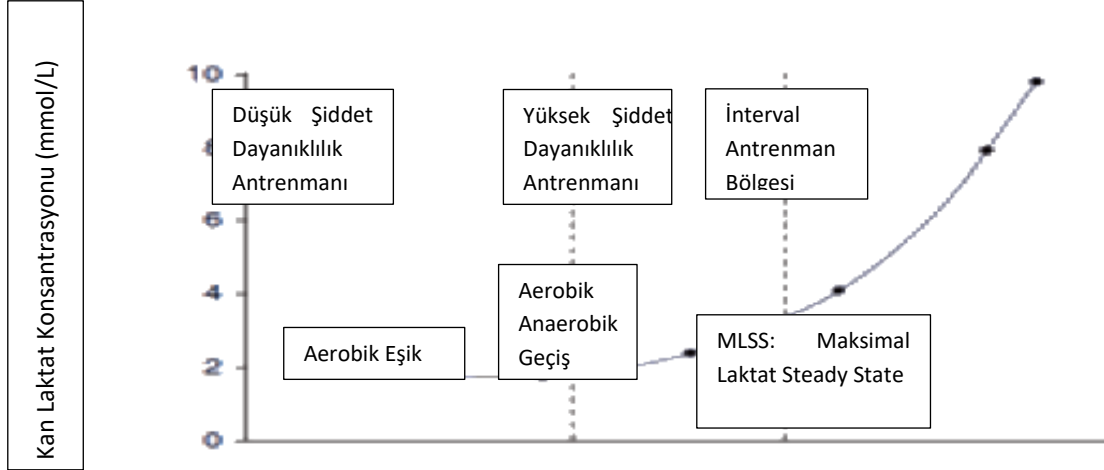 Kan Laktat Konsantrasyonu (mmol/L)
10
8
6
4
2
0
Düşük Şiddet
Dayanıklılık
Antrenmanı
Yüksek Şiddet
Dayanıklılık
Antrenmanı
İnterval
Antrenman
Bölgesi
Aerobik Eşik
Aerobik
Anaerobik
Geçiş
MLSS: Maksimal
Laktat Steady State